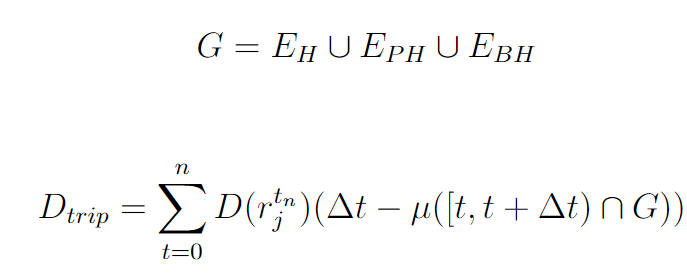 G = E_H ∪ E_{PH} ∪ E_{BH}
D_{trip} = \sum_{t=0}^{n} D(r_j^{t_n})(Δt − μ([t, t + Δt) ∩ G))